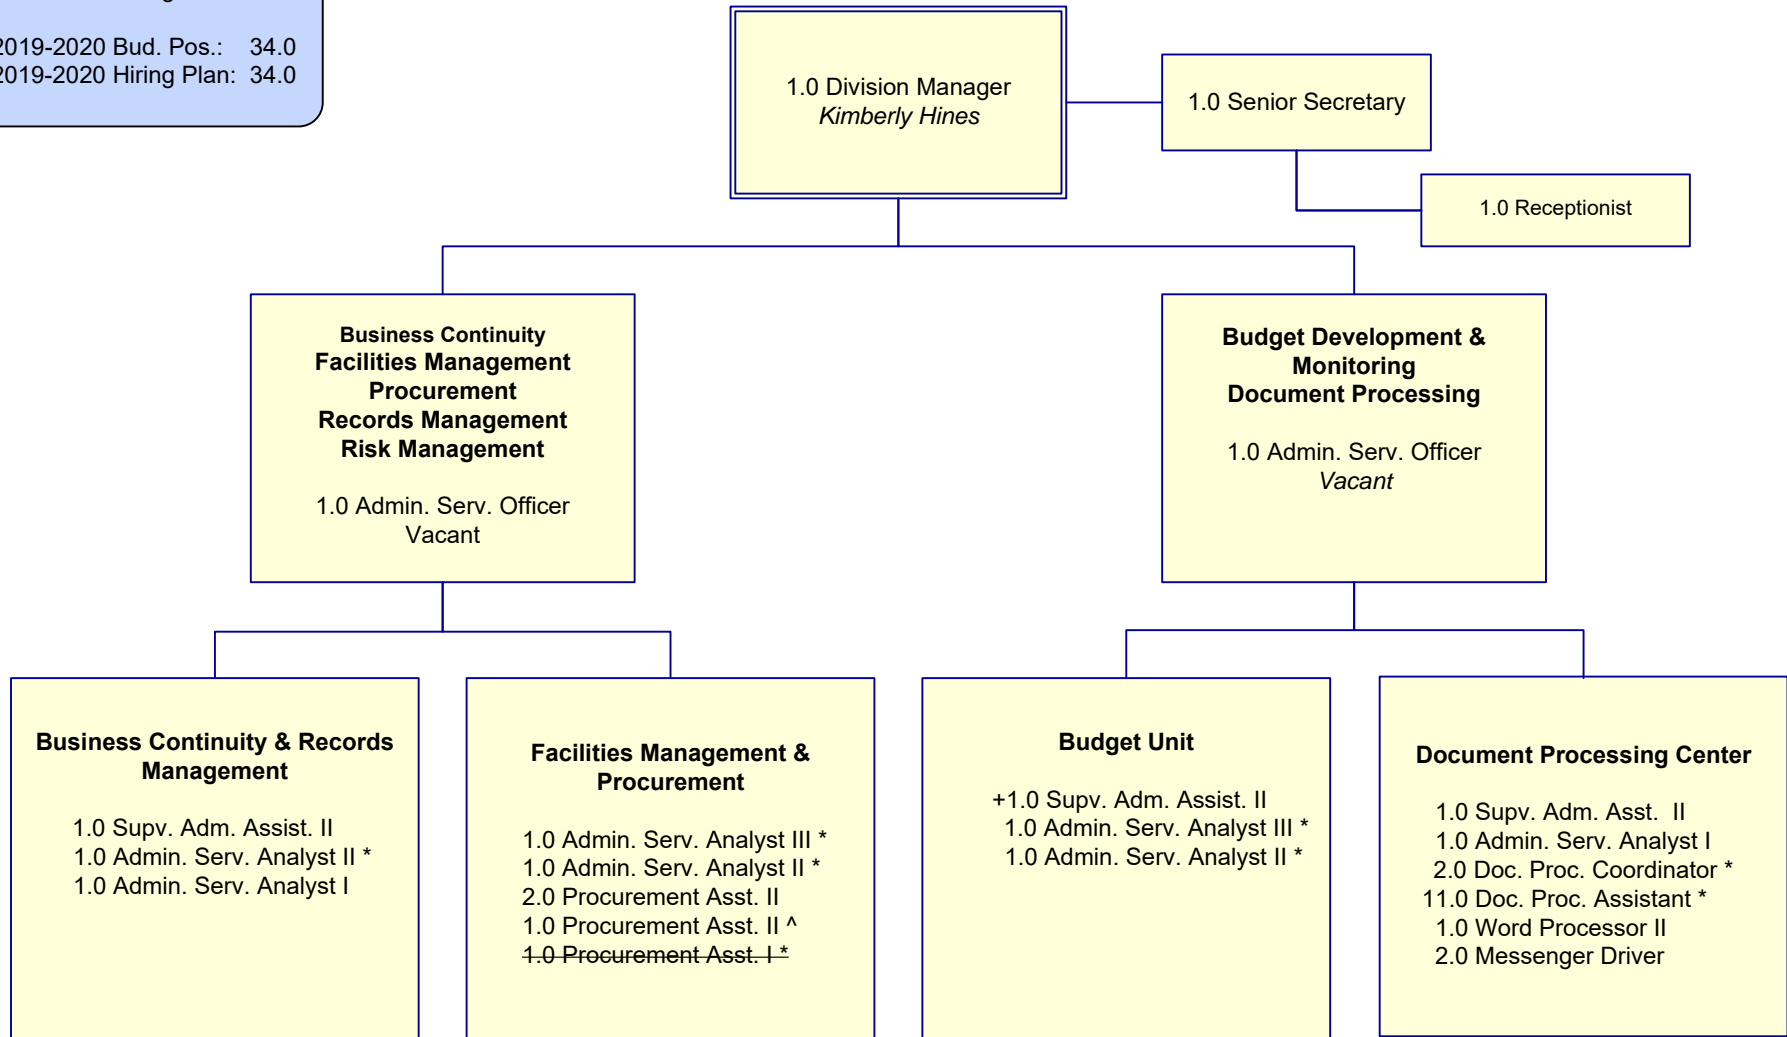 2019-2020 Bud. Pos.: 34.0
2019-2020 Hiring Plan: 34.0
1.0 Division Manager
Kimberly Hines
1.0 Senior Secretary
1.0 Receptionist
Business Continuity
Facilities Management
Procurement
Records Management
Risk Management
1.0 Admin. Serv. Officer
Vacant
Budget Development &
Monitoring
Document Processing
1.0 Admin. Serv. Officer
Vacant
Business Continuity & Records
Management
1.0 Supv. Adm. Assist. II
1.0 Admin. Serv. Analyst II *
1.0 Admin. Serv. Analyst I
Facilities Management &
Procurement
1.0 Admin. Serv. Analyst III *
1.0 Admin. Serv. Analyst II *
2.0 Procurement Asst. II
1.0 Procurement Asst. II ^
1.0 Procurement Asst. I *
Budget Unit
+1.0 Supv. Adm. Assist. II
1.0 Admin. Serv. Analyst III *
1.0 Admin. Serv. Analyst II *
Document Processing Center
1.0 Supv. Adm. Asst. II
1.0 Admin. Serv. Analyst I
2.0 Doc. Proc. Coordinator *
11.0 Doc. Proc. Assistant *
1.0 Word Processor II
2.0 Messenger Driver